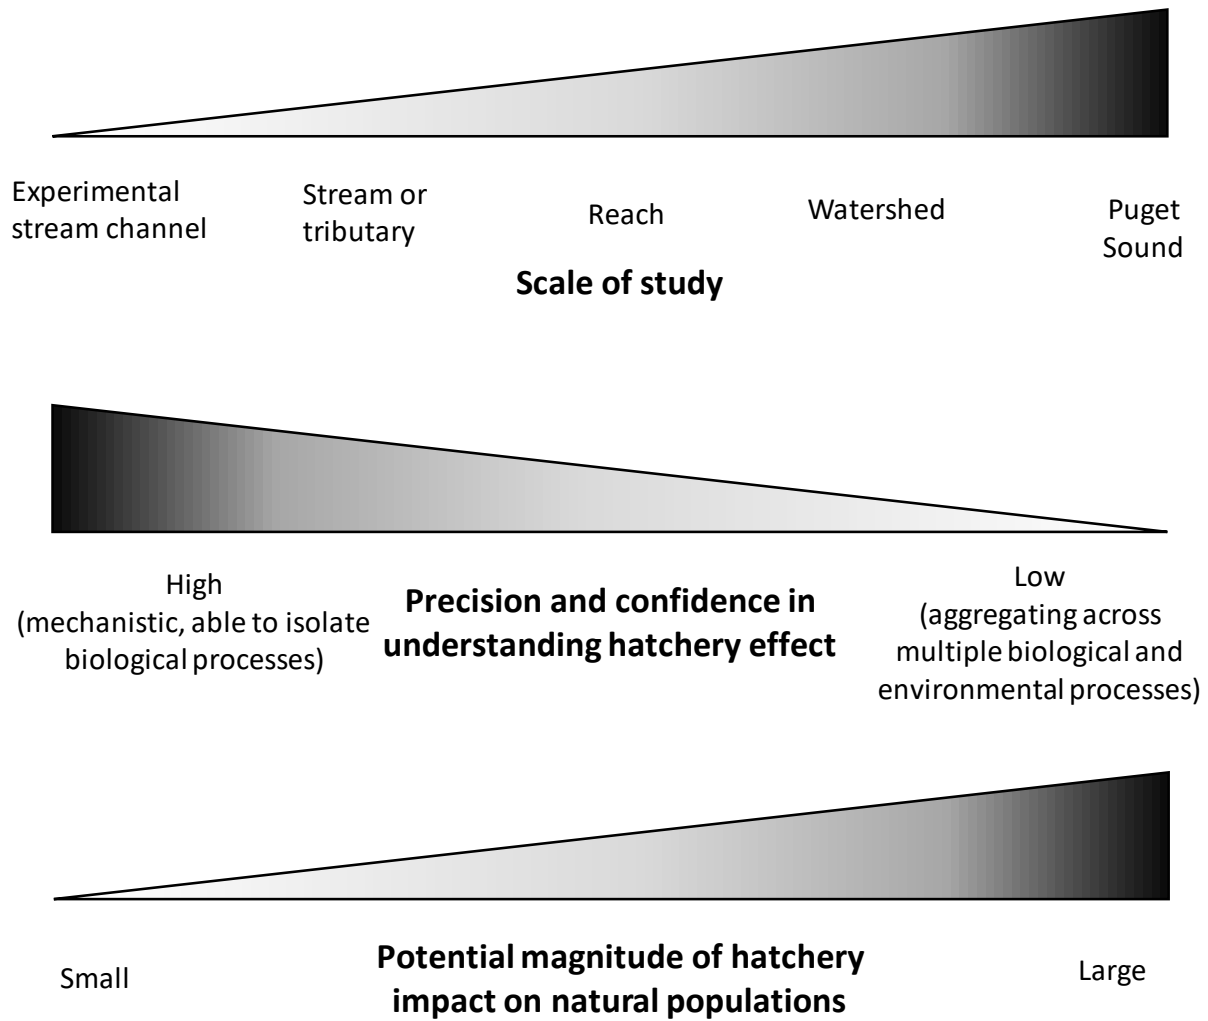 Experimental
stream channel
Stream or
tributary
Reach
Watershed
Puget
Sound
Scale of study
High
(mechanistic, able to isolate
biological processes)
Precision and confidence in
understanding hatchery effect
Low
(aggregating across
multiple biological and
environmental processes)
Small
Potential magnitude of hatchery
impact on natural populations
Large